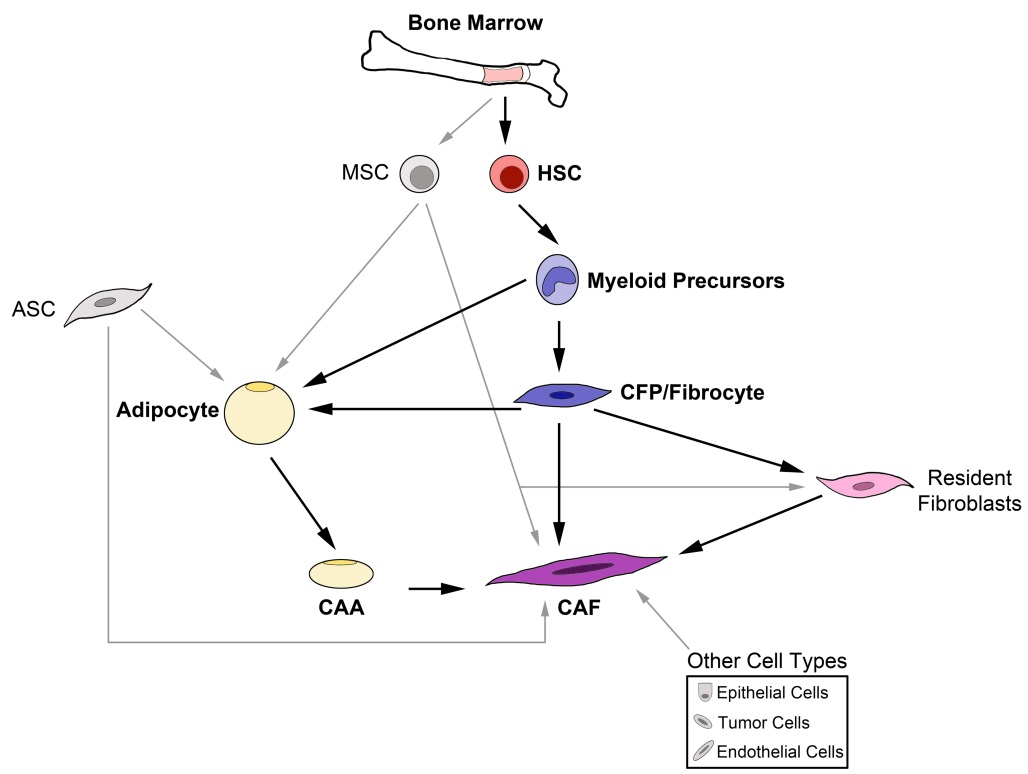 Bone Marrow
MSC
HSC
Myeloid Precursors
ASC
CFP/Fibrocyte
Adipocyte
Resident
Fibroblasts
CAA
CAF
Other Cell Types
Epithelial Cells
Tumor Cells
Endothelial Cells